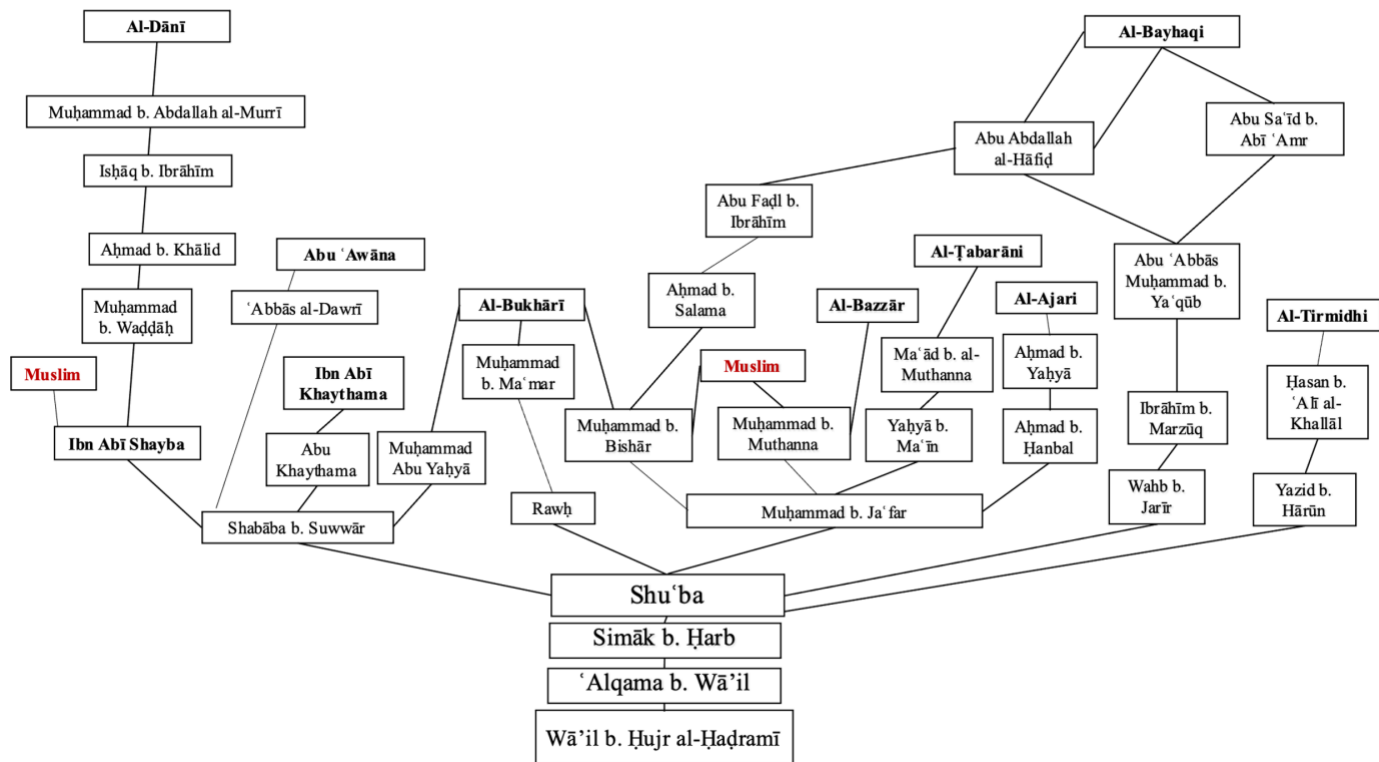 Al-Dānī
Al-Bayhaqi
Muḥammad b. Abdallah al-Murrī
Abu Saʿīd b.
Abī ʿAmr
Abu Abdallah
al-Hāfiḍ
Isḥāq b. Ibrāhīm
Abu Faḍl b.
Ibrāhīm
Aḥmad b. Khālid
Abu ʿAwāna
Al-Ṭabarāni
Abu ʿAbbās
Muḥammad b.
Yaʿqūb
Muḥammad
b. Waḍḍāḥ
ʿAbbās al-Dawrī
Al-Bukhārī
Aḥmad b.
Salama
Al-Bazzār
Al-Ajari
Al-Tirmidhi
Muslim
Ibn Abī
Khaythama
Muḥammad
b. Maʿmar
Muslim
Maʿād b. al-
Muthanna
Aḥmad b.
Yaḥyā
Ḥasan b.
ʿAlī al-
Khallāl
Ibn Abī Shayba
Abu
Khaythama
Muḥammad
Abu Yaḥyā
Muḥammad b.
Bishār
Muḥammad b.
Muthanna
Yaḥyā b.
Maʿīn
Aḥmad b.
Ḥanbal
Ibrāhīm b.
Marzūq
Shabāba b. Suwwār
Rawḥ
Muḥammad b. Jaʿfar
Wahb b.
Jarīr
Yazid b.
Hārūn
Shuʿba
Simāk b. Ḥarb
ʿAlqama b. Wā’il
Wā’il b. Ḥujr al-Ḥaḍramī